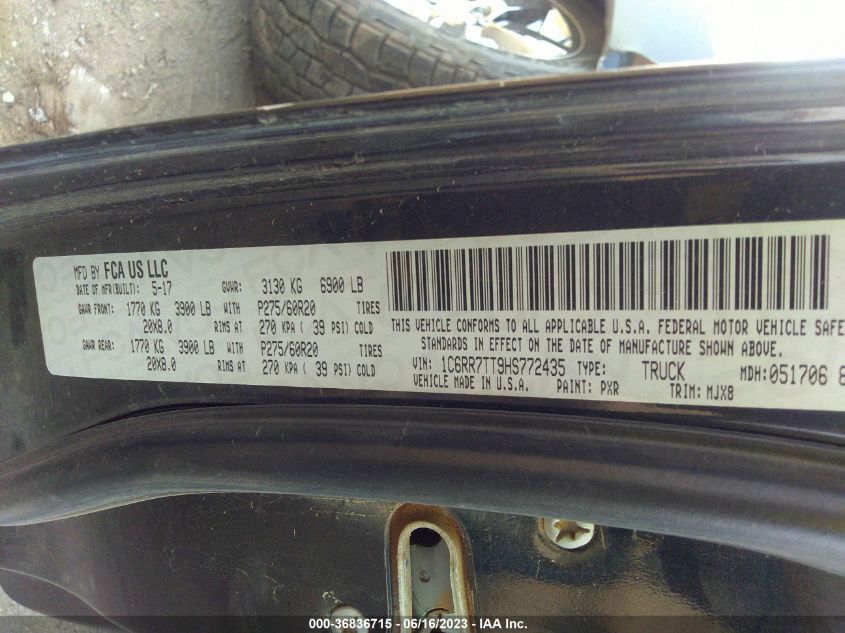 MFD BY FCA US LLC
DATE OF MFR(BUILT): 5-17 GVWR: 3130 KG 6900 LB
GAWR FRONT: 1770 KG 3900 LB WITH P275/60R20 TIRES
20X8.0 RIMS AT 270 KPA ( 39 PSI) COLD
GAWR REAR: 1770 KG 3900 LB WITH P275/60R20 TIRES
20X8.0 RIMS AT 270 KPA ( 39 PSI) COLD
THIS VEHICLE CONFORMS TO ALL APPLICABLE U.S.A. FEDERAL MOTOR VEHICLE SAFE
STANDARDS IN EFFECT ON THE DATE OF MANUFACTURE SHOWN ABOVE.
VIN: 1C6RR7TT9HS772435 TYPE: TRUCK MDH: 051706 8
VEHICLE MADE IN U.S.A. PAINT: PXR TRIM: MJX8
000-36836715 - 06/16/2023 - IAA Inc.